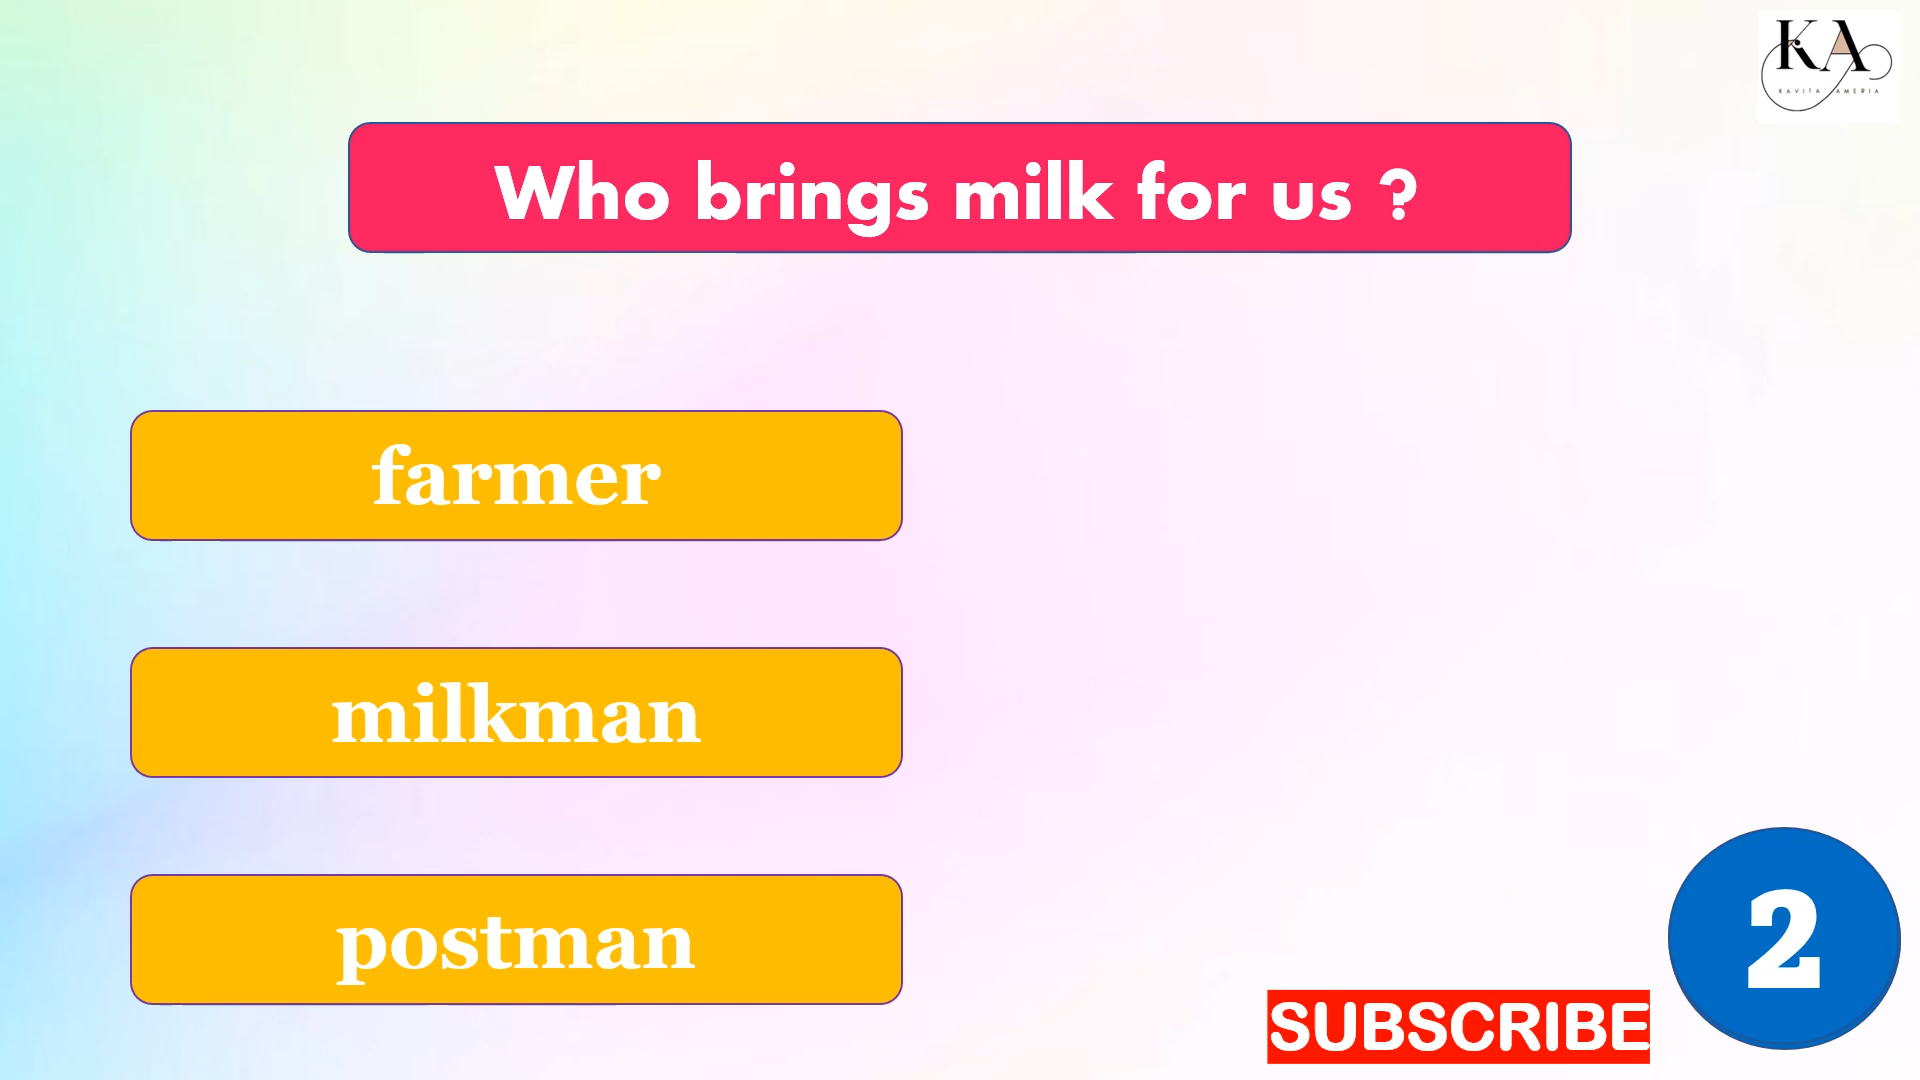 KA
KAVITA AMERIA
Who brings milk for us ?
farmer
milkman
postman
2
SUBSCRIBE